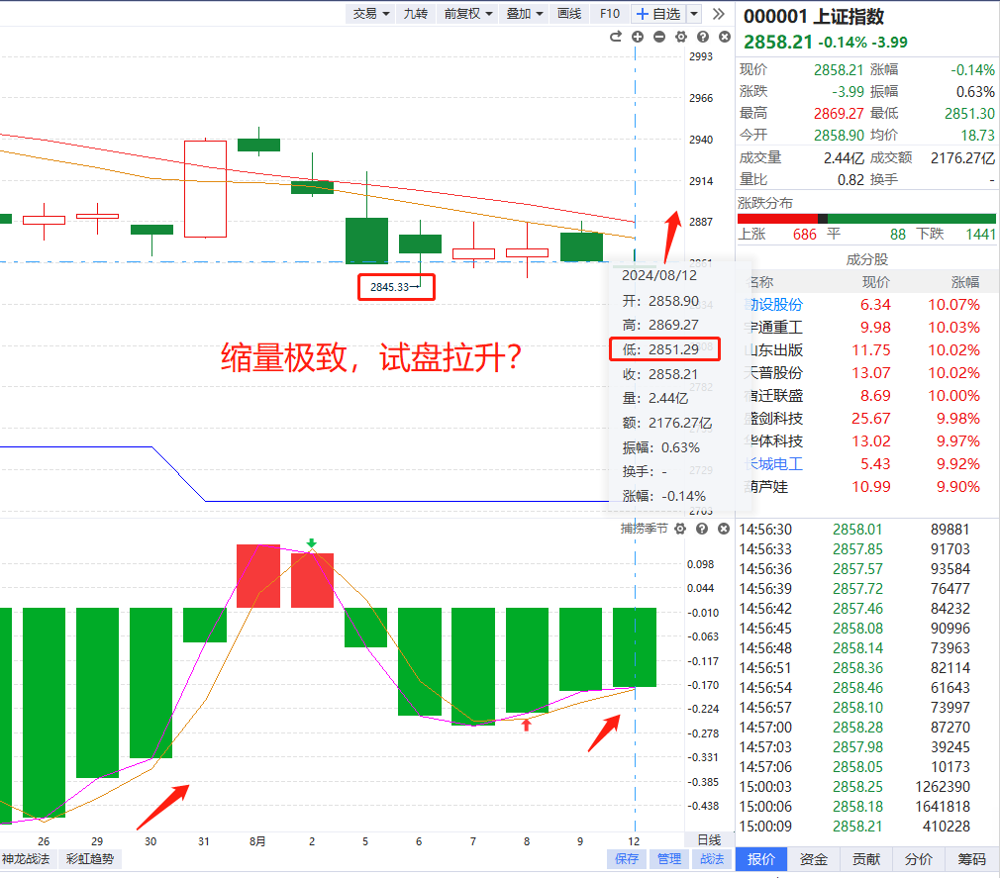 交易 九转 前复权 叠加 画线 F10 自选
000001 上证指数
2858.21 -0.14% -3.99
现价 2858.21 涨幅 -0.14%
涨跌 -3.99 振幅 0.63%
最高 2869.27 最低 2851.30
今开 2858.90 均价 18.73
成交量 2.44亿 成交额 2176.27亿
量比 0.82 换手 -
涨跌分布
上涨 686 平 88 下跌 1441
成分股
名称 现价 涨幅
勘设股份 6.34 10.07%
宇通重工 9.98 10.03%
山东出版 11.75 10.02%
天普股份 13.07 10.02%
宿迁联盛 8.69 10.00%
盛剑科技 25.67 9.98%
华体科技 13.02 9.97%
长城电工 5.43 9.92%
葫芦娃 10.99 9.90%
2993
2966
2940
2914
2887
2861
2834
2782
2729
2703
2845.33
缩量极致，试盘拉升？
2024/08/12
开：2858.90
高：2869.27
低：2851.29
收：2858.21
量：2.44亿
额：2176.27亿
振幅：0.63%
换手：-
涨幅：-0.14%
捕捞季节
0.098
0.044
-0.010
-0.063
-0.117
-0.170
-0.224
-0.278
-0.331
-0.385
-0.438
26 29 30 31 8月 2 5 6 7 8 9 12 日线
神龙战法 彩虹趋势 保存 管理 战法
14:56:30 2858.01 89881
14:56:33 2857.85 91703
14:56:36 2857.57 93584
14:56:39 2857.72 76477
14:56:42 2857.46 84232
14:56:45 2858.08 90996
14:56:48 2858.14 73963
14:56:51 2858.36 82114
14:56:54 2858.46 61643
14:56:57 2858.10 73997
14:57:00 2858.28 87270
14:57:03 2857.98 39245
14:57:06 2858.05 10173
15:00:03 2858.25 1262390
15:00:06 2858.18 1641818
15:00:09 2858.21 410228
报价 资金 贡献 分价 筹码